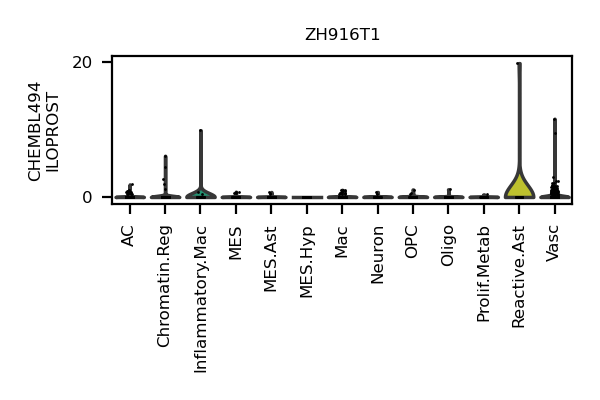 ZH916T1
CHEMBL494
ILOPROST
20
0
AC
Chromatin.Reg
Inflammatory.Mac
MES
MES.Ast
MES.Hyp
Mac
Neuron
OPC
Oligo
Prolif.Metab
Reactive.Ast
Vasc